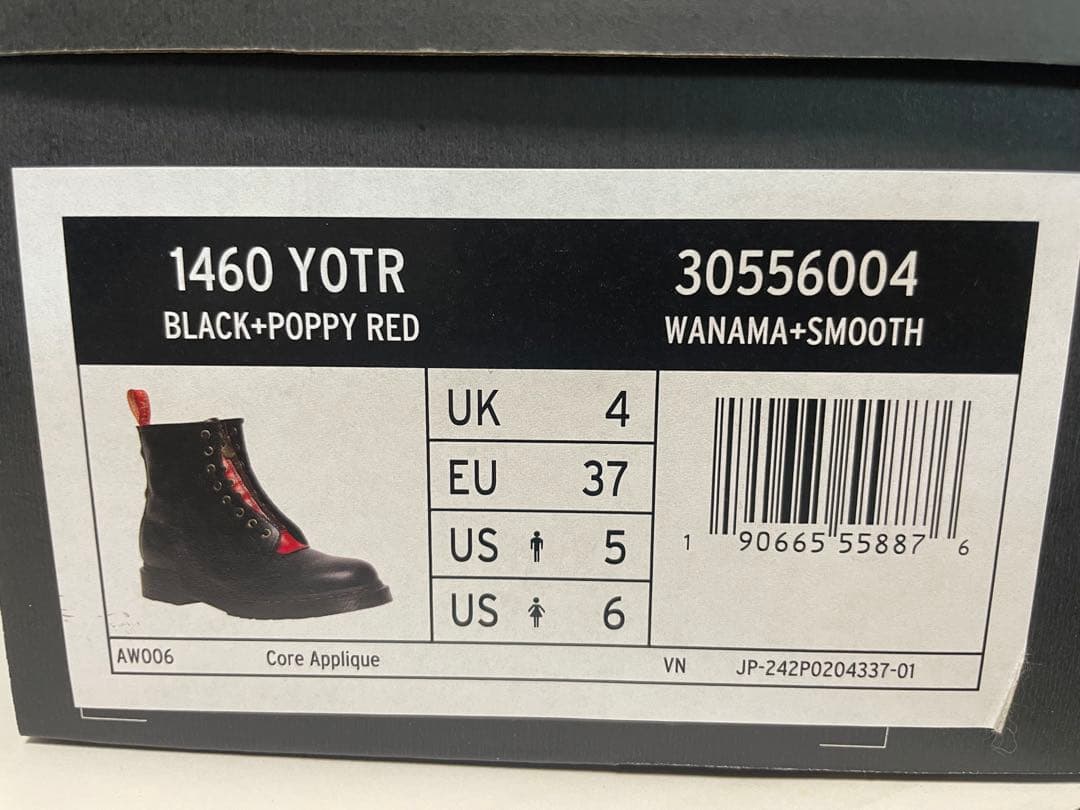 1460 YOTR
BLACK+POPPY RED
30556004
WANAMA+SMOOTH
UK 4
EU 37
US 5
US 6
1 90665 55887 6
AW006 Core Applique VN JP-242P0204337-01